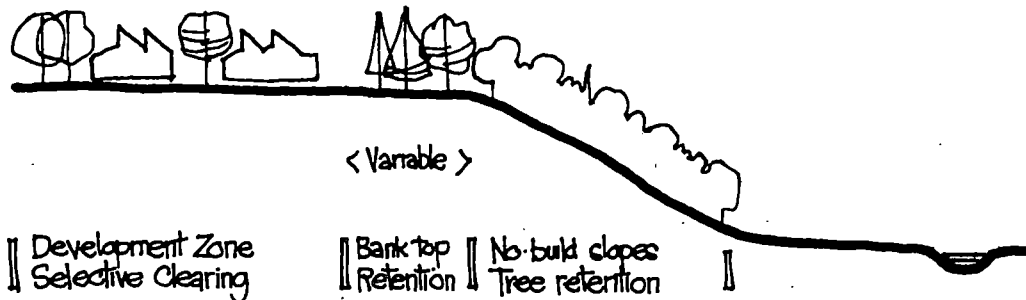 < Variable >
Development Zone
Selective Clearing
Bank top
Retention
No-build slopes
Tree retention